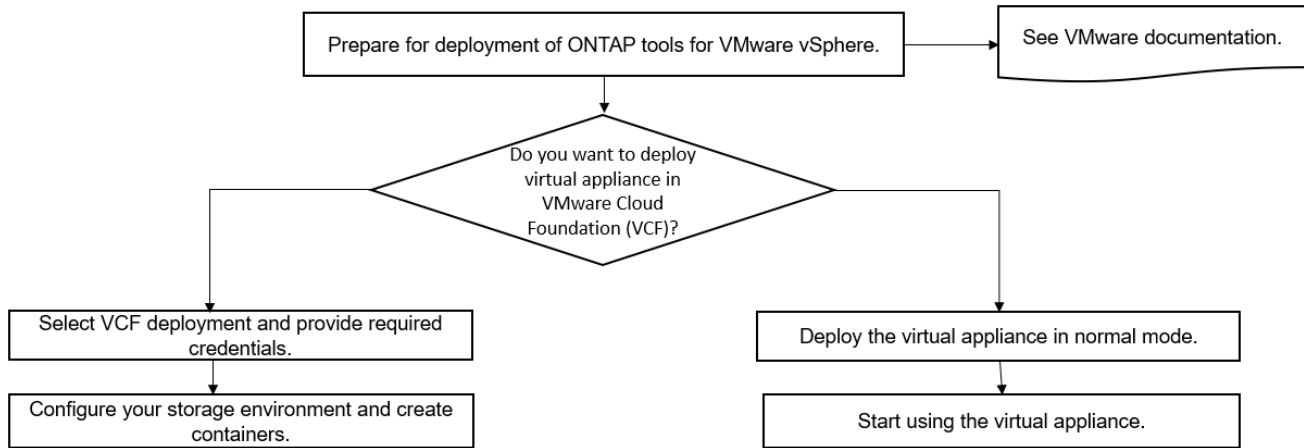 Prepare for deployment of ONTAP tools for VMware vSphere.
See VMware documentation.
Do you want to deploy
virtual appliance in
VMware Cloud
Foundation (VCF)?
Select VCF deployment and provide required
credentials.
Deploy the virtual appliance in normal mode.
Configure your storage environment and create
containers.
Start using the virtual appliance.